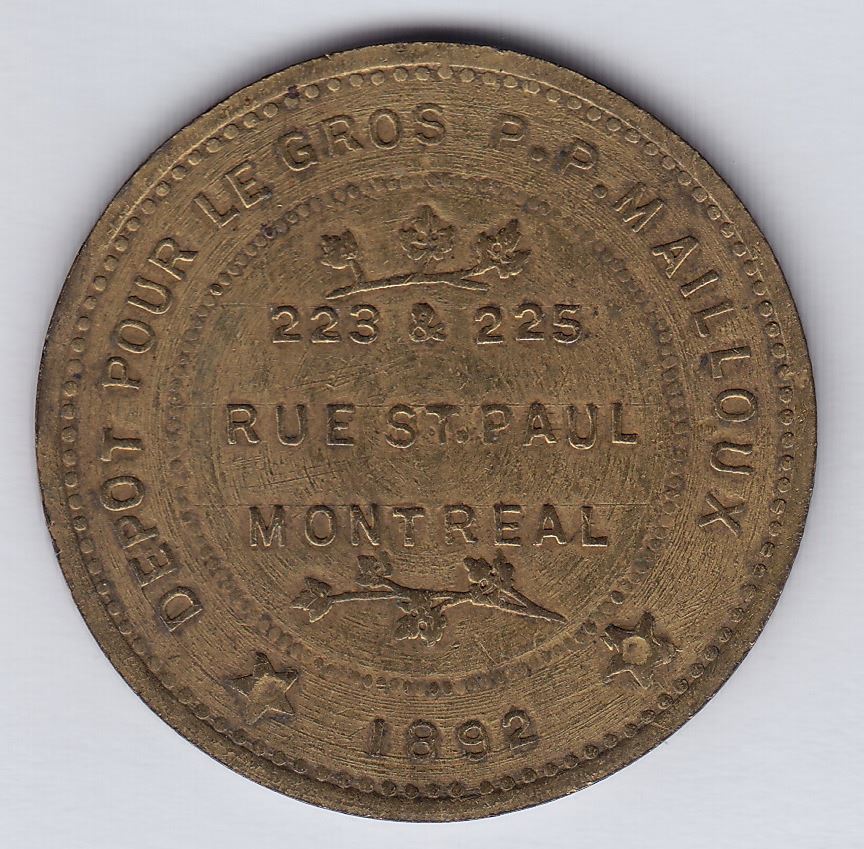 DEPOT POUR LE GROS P.P. MAILLOUX
223 & 225
RUE ST. PAUL
MONTREAL
1892